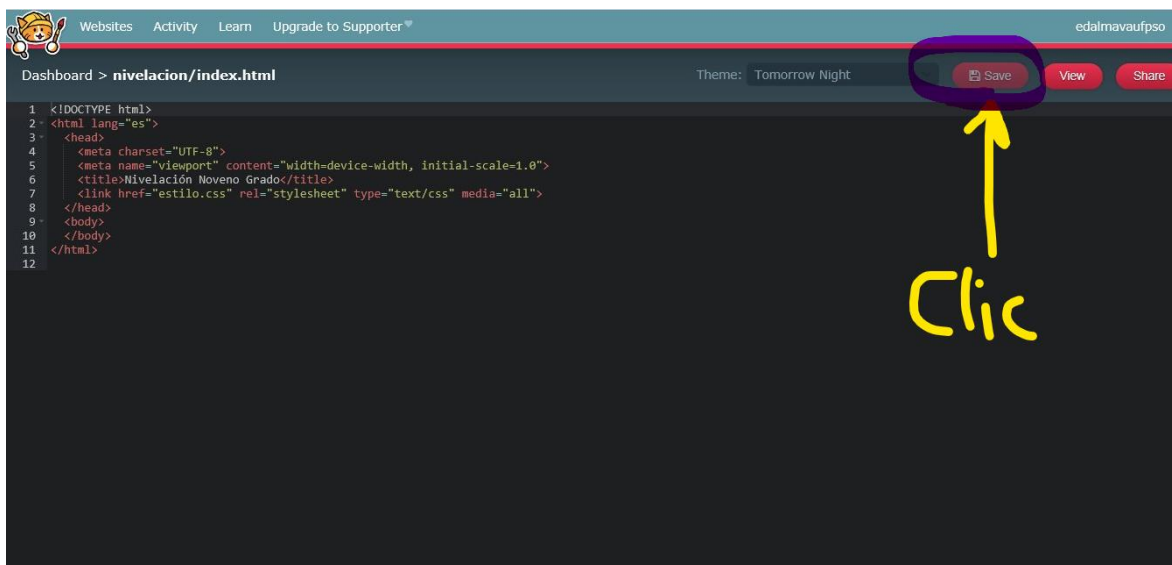 Websites Activity Learn Upgrade to Supporter edalmavaufpso
Dashboard > nivelacion/index.html Theme: Tomorrow Night Save View Share
1 <!DOCTYPE html>
2 <html lang="es">
3 <head>
4 <meta charset="UTF-8">
5 <meta name="viewport" content="width=device-width, initial-scale=1.0">
6 <title>Nivelación Noveno Grado</title>
7 <link href="estilo.css" rel="stylesheet" type="text/css" media="all">
8 </head>
9 <body>
10 </body>
11 </html>
12
Clic